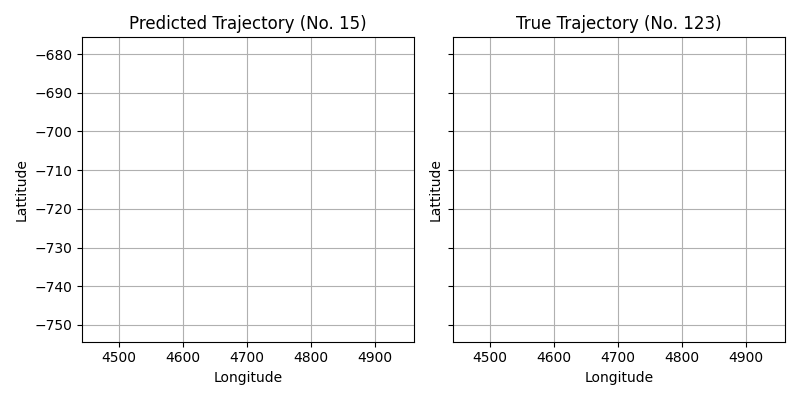 Predicted Trajectory (No. 15)
True Trajectory (No. 123)
−680
−690
−700
−710
−720
−730
−740
−750
Lattitude
Lattitude
4500 4600 4700 4800 4900
4500 4600 4700 4800 4900
Longitude
Longitude